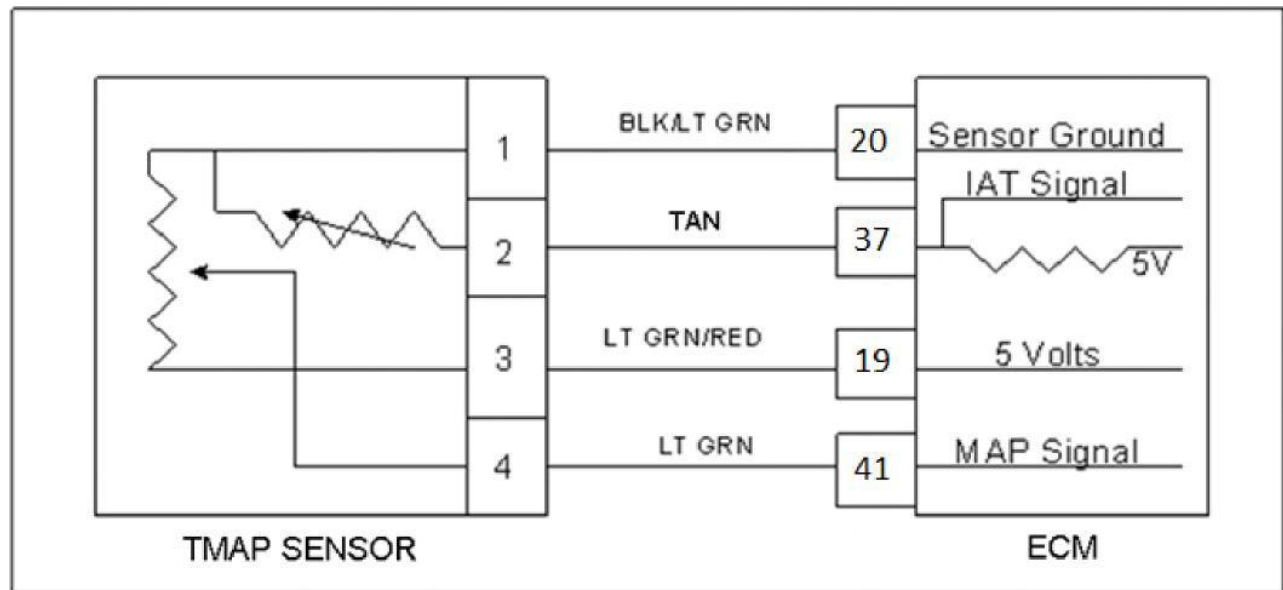 1 BLK/LT GRN 20 Sensor Ground
IAT Signal
2 TAN 37
5V
3 LT GRN/RED 19 5 Volts
4 LT GRN 41 MAP Signal
TMAP SENSOR ECM